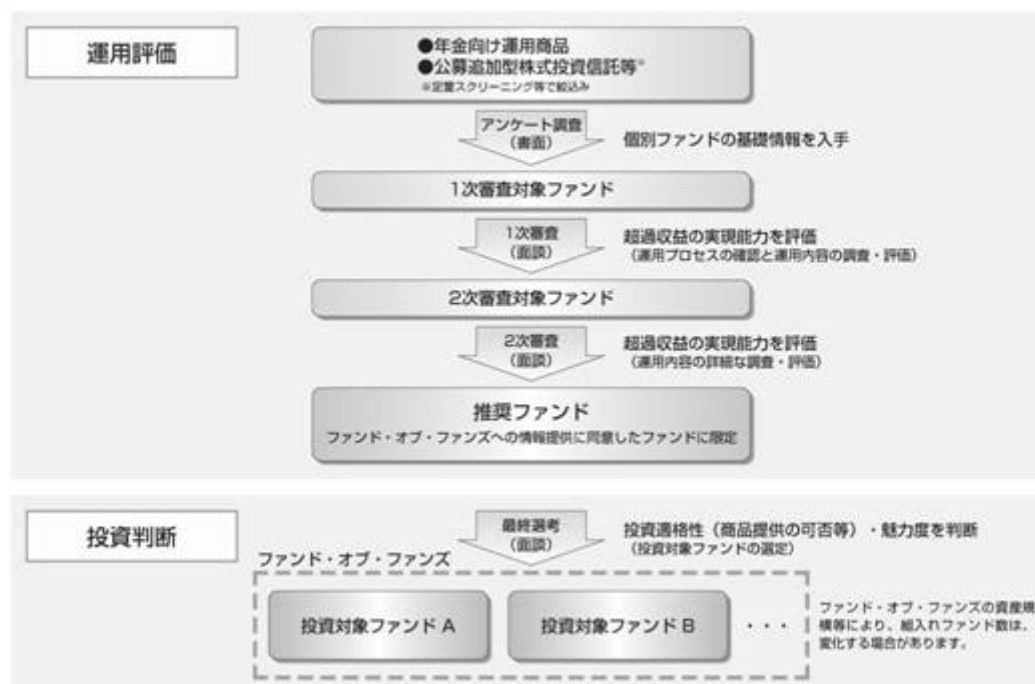 運用評価
●年金向け運用商品
●公募追加型株式投資信託等※
※定量スクリーニング等で絞込み
アンケート調査
(書面)
個別ファンドの基礎情報を入手
1次審査対象ファンド
1次審査
(面談)
超過収益の実現能力を評価
(運用プロセスの確認と運用内容の調査・評価)
2次審査対象ファンド
2次審査
(面談)
超過収益の実現能力を評価
(運用内容の詳細な調査・評価)
推奨ファンド
ファンド・オブ・ファンズへの情報提供に同意したファンドに限定
投資判断
最終選考
(面談)
投資適格性(商品提供の可否等)・魅力度を判断
(投資対象ファンドの選定)
ファンド・オブ・ファンズ
投資対象ファンド A
投資対象ファンド B
・・・
ファンド・オブ・ファンズの資産規
模等により、組入れファンド数は、
変化する場合があります。